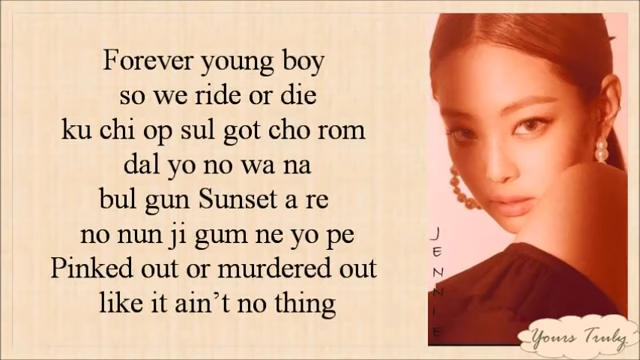 Forever young boy
so we ride or die
ku chi op sul got cho rom
dal yo no wa na
bul gun Sunset a re
no nun ji gum ne yo pe
Pinked out or murdered out
like it ain't no thing
JENNIE
Yours Truly